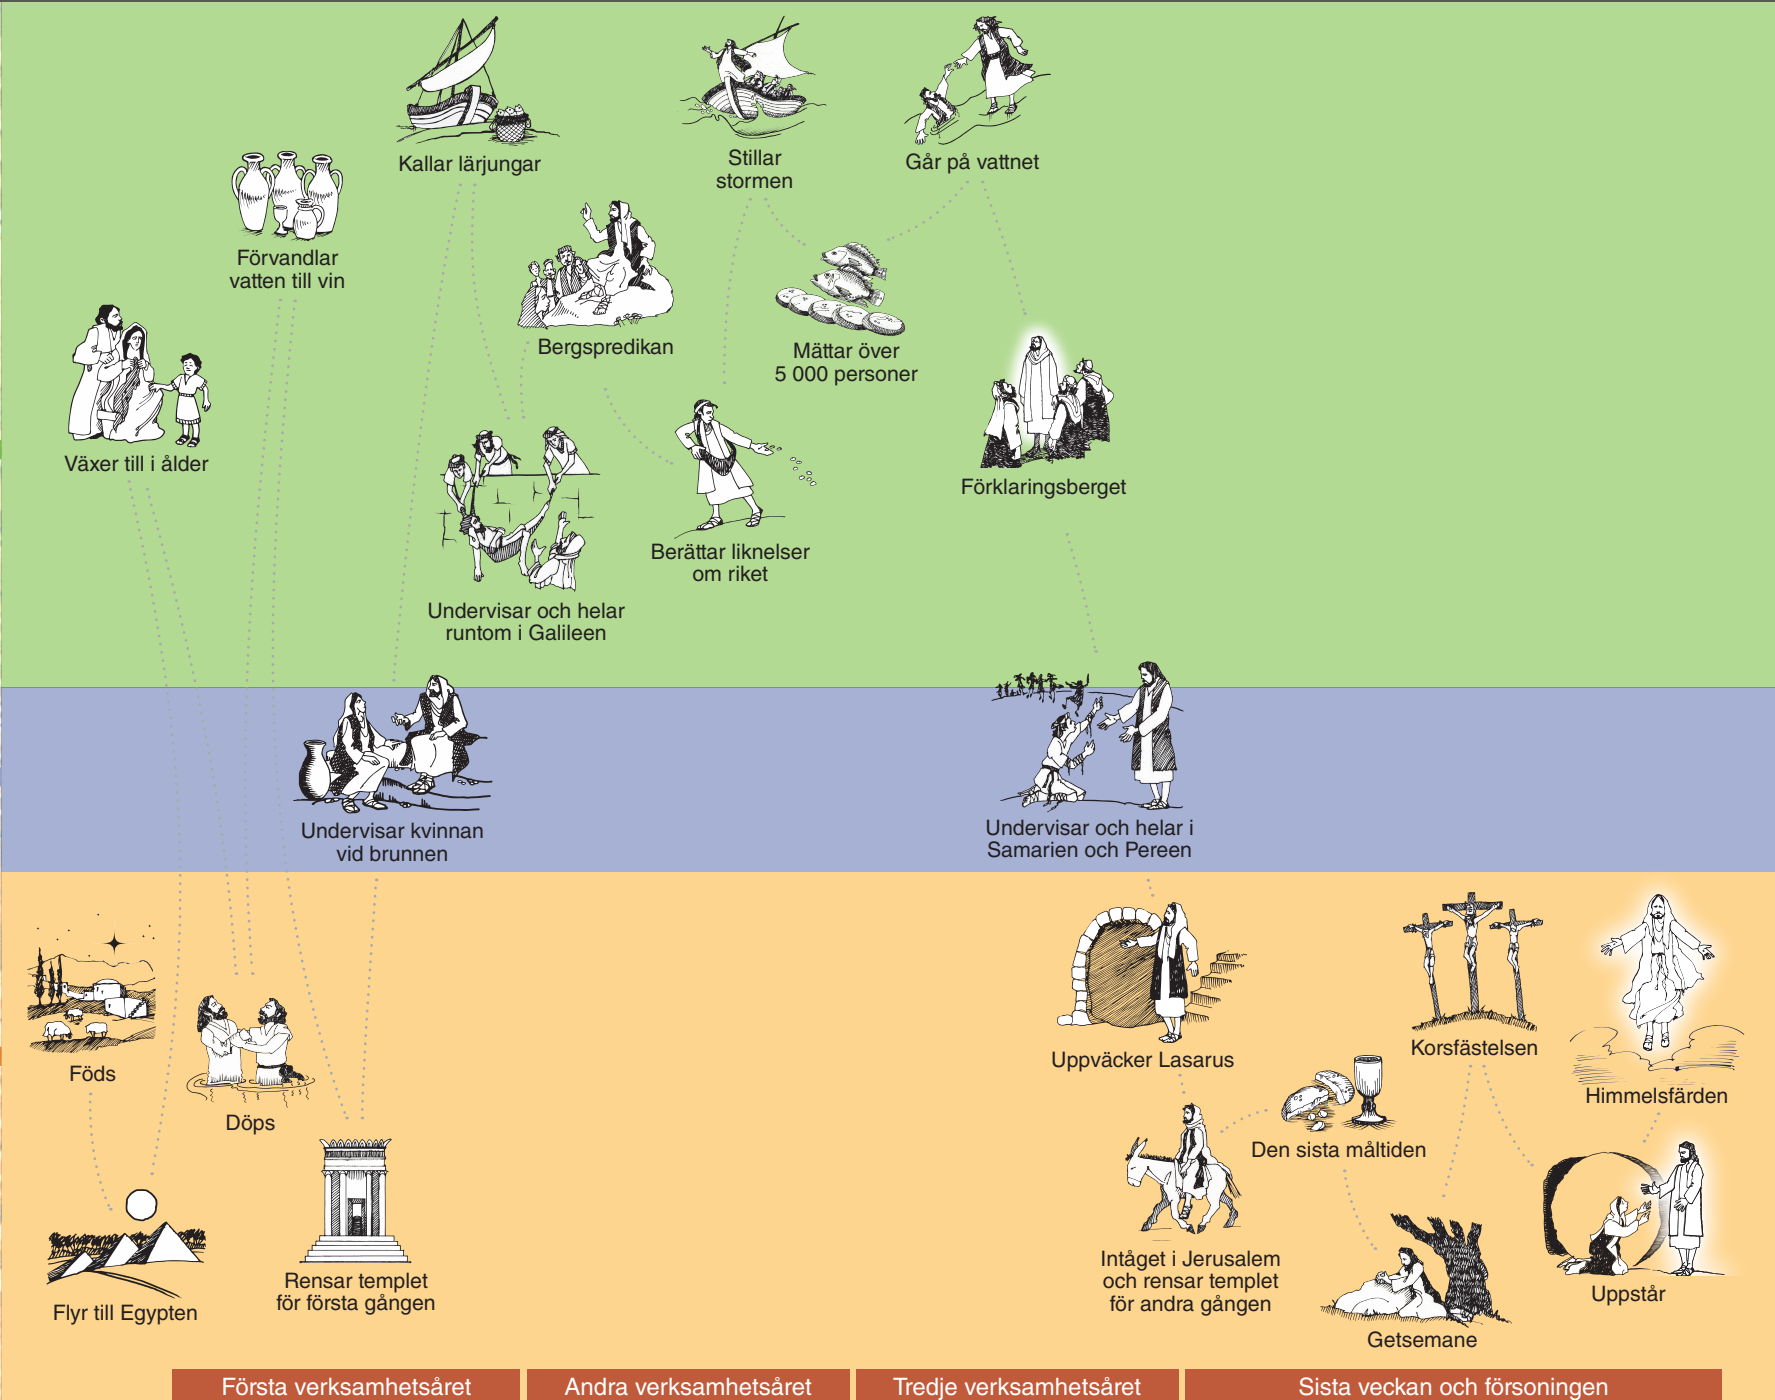 Kallar lärjungar
Stillar
stormen
Går på vattnet
Förvandlar
vatten till vin
Bergspredikan
Mättar över
5 000 personer
Växer till i ålder
Förklaringsberget
Berättar liknelser
om riket
Undervisar och helar
runtom i Galileen
Undervisar kvinnan
vid brunnen
Undervisar och helar i
Samarien och Pereen
Föds
Döps
Uppväcker Lasarus
Korsfästelsen
Himmelsfärden
Den sista måltiden
Flyr till Egypten
Rensar templet
för första gången
Intåget i Jerusalem
och rensar templet
för andra gången
Getsemane
Uppstår
Första verksamhetsåret
Andra verksamhetsåret
Tredje verksamhetsåret
Sista veckan och försoningen